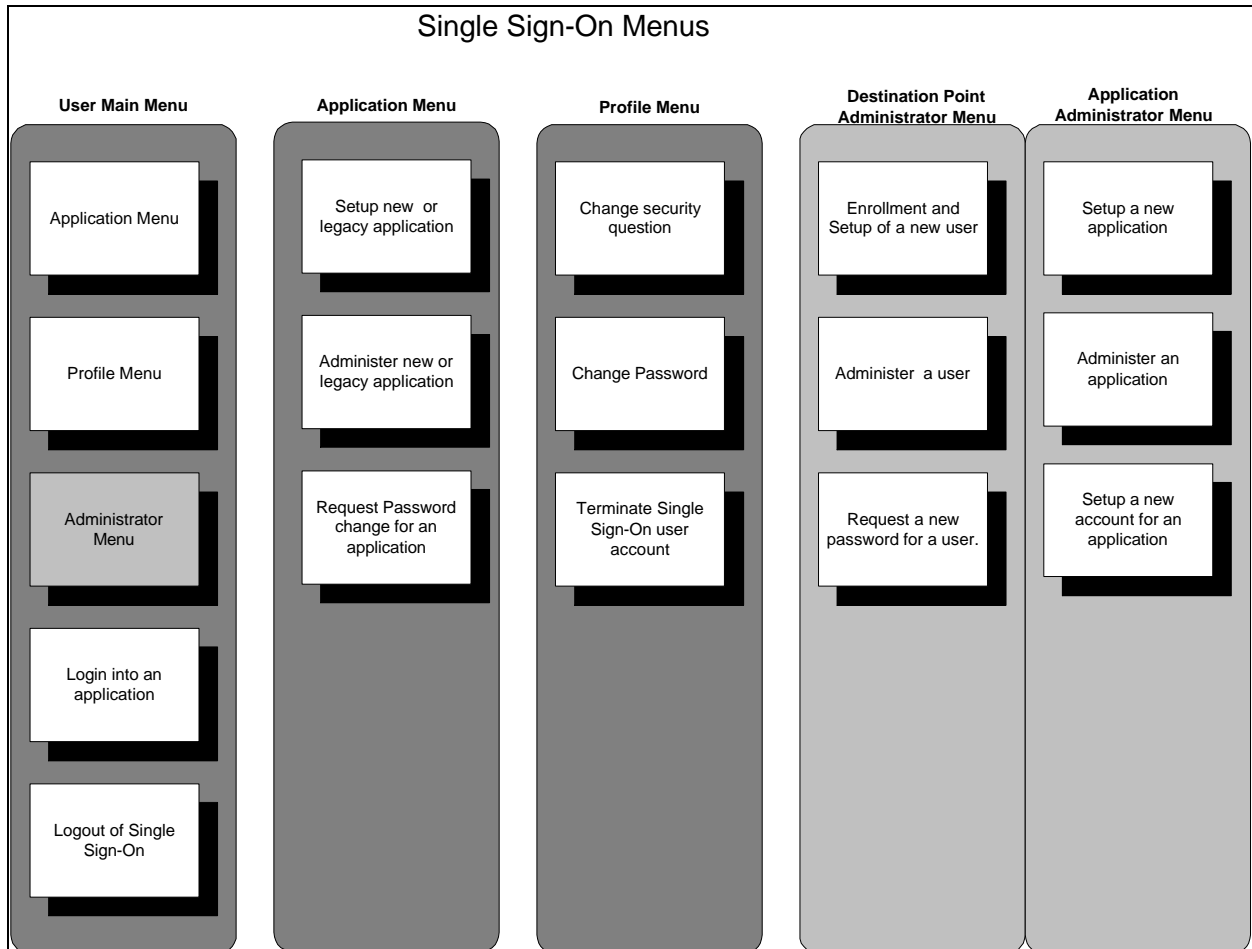 Single Sign-On Menus
User Main Menu
Application Menu
Profile Menu
Administrator
Menu
Login into an
application
Logout of Single
Sign-On
Application Menu
Setup new or
legacy application
Administer new or
legacy application
Request Password
change for an
application
Profile Menu
Change security
question
Change Password
Terminate Single
Sign-On user
account
Destination Point
Administrator Menu
Enrollment and
Setup of a new user
Administer a user
Request a new
password for a user.
Application
Administrator Menu
Setup a new
application
Administer an
application
Setup a new
account for an
application